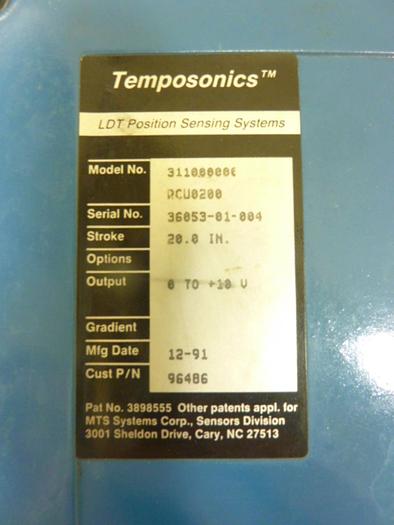 Temposonics™
LDT Position Sensing Systems
Model No. 311000006
RCU0200
Serial No. 36053-01-004
Stroke 20.0 IN.
Options
Output 0 TO +10 V
Gradient
Mfg Date 12-91
Cust P/N 96486
Pat No. 3898555 Other patents appl. for
MTS Systems Corp., Sensors Division
3001 Sheldon Drive, Cary, NC 27513